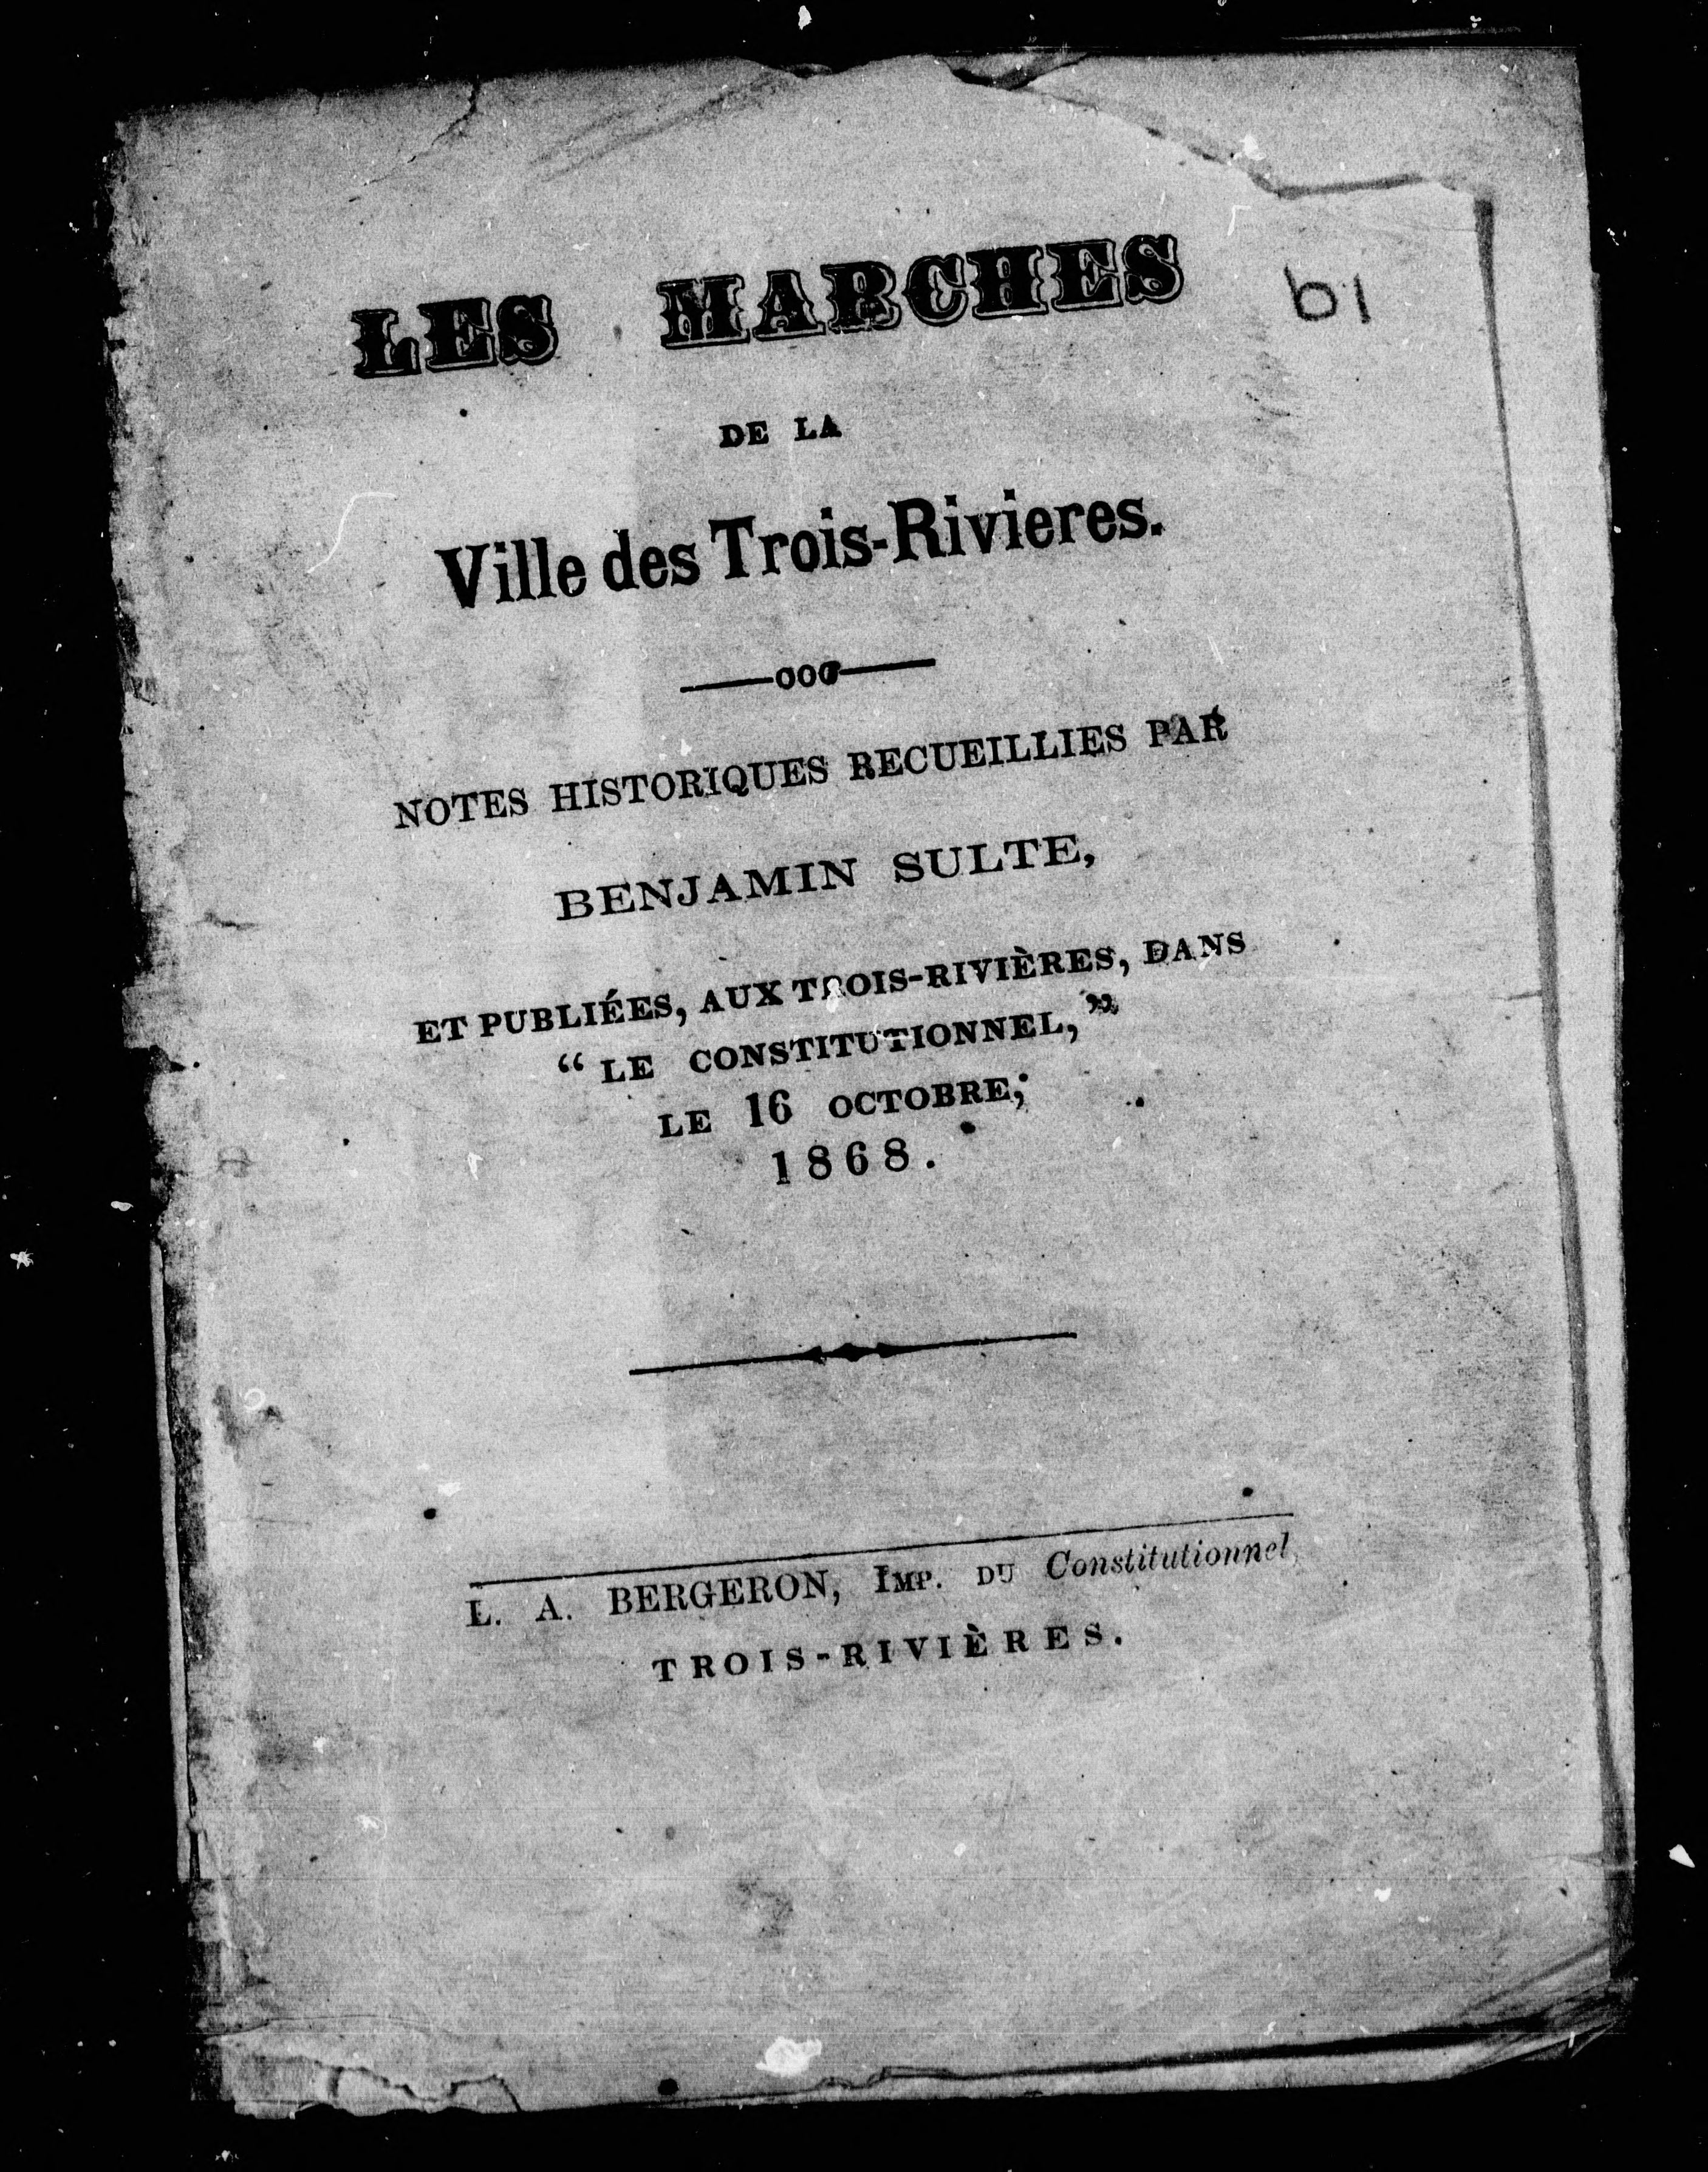 LES MARCHES
DE LA
Ville des Trois-Rivieres.
ooo
NOTES HISTORIQUES RECUEILLIES PAR
BENJAMIN SULTE,
ET PUBLIÉES, AUX TROIS-RIVIÈRES, DANS
“ LE CONSTITUTIONNEL, ”
LE 16 OCTOBRE,
1868.
L. A. BERGERON, IMP. DU Constitutionnel,
TROIS-RIVIÈRES.